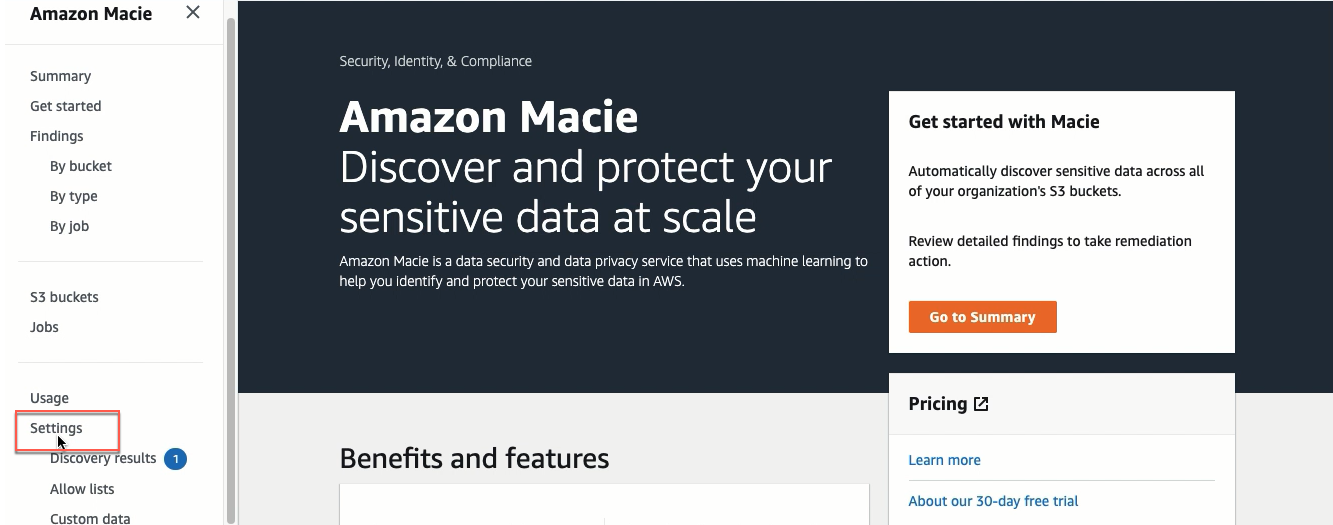 Amazon Macie
Summary
Get started
Findings
By bucket
By type
By job
S3 buckets
Jobs
Usage
Settings
Discovery results 1
Allow lists
Custom data
Security, Identity, & Compliance
Amazon Macie
Discover and protect your
sensitive data at scale
Amazon Macie is a data security and data privacy service that uses machine learning to
help you identify and protect your sensitive data in AWS.
Get started with Macie
Automatically discover sensitive data across all
of your organization's S3 buckets.
Review detailed findings to take remediation
action.
Go to Summary
Pricing
Learn more
About our 30-day free trial
Benefits and features